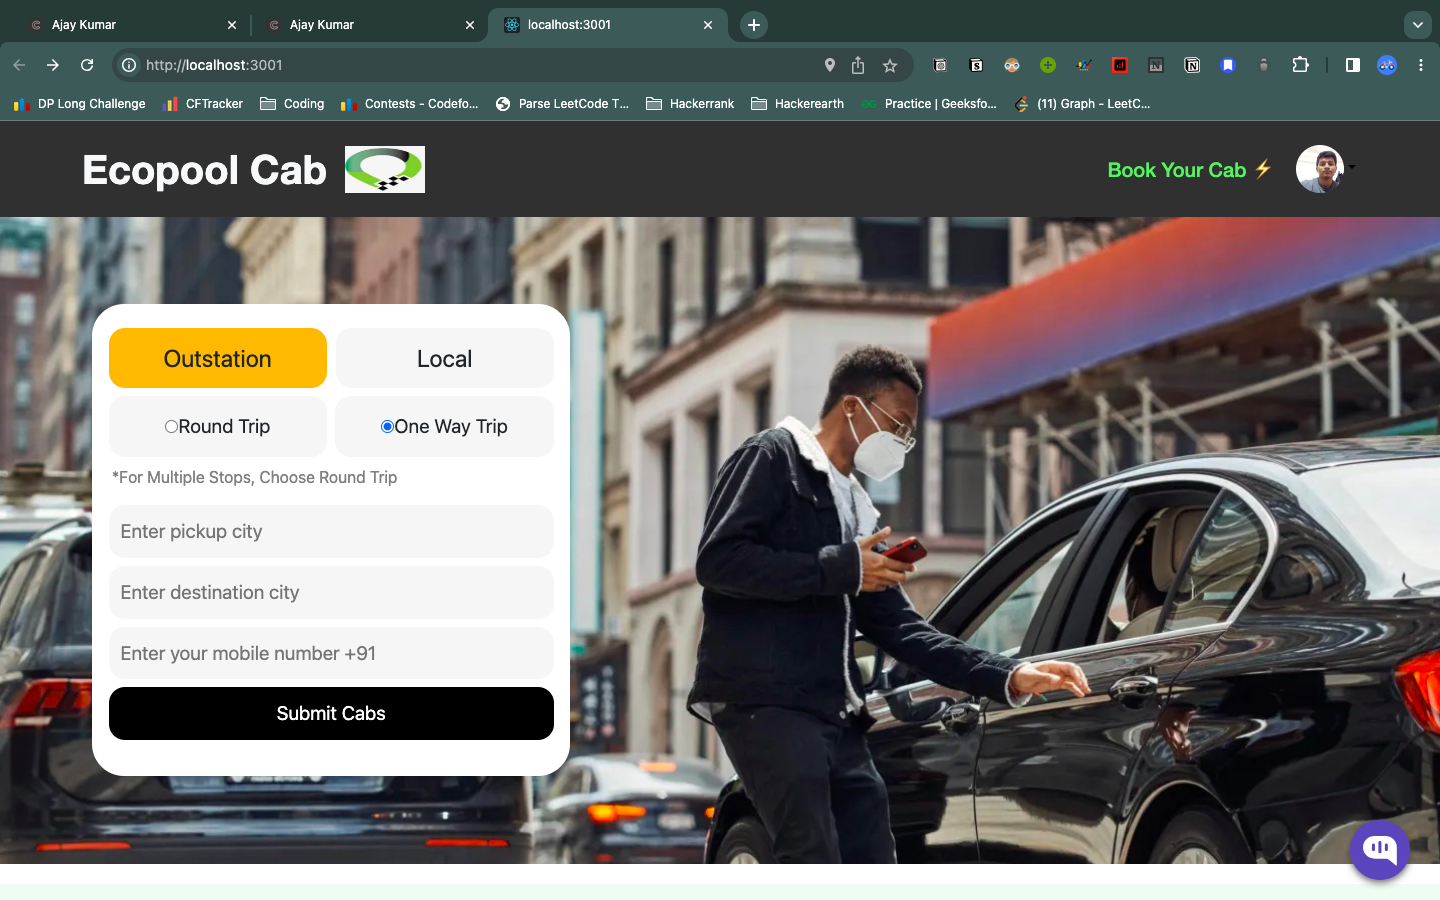 Ajay Kumar
Ajay Kumar
localhost:3001
http://localhost:3001
DP Long Challenge
CFTracker
Coding
Contests - Codefo...
Parse LeetCode T...
Hackerrank
Hackerearth
Practice | Geeksfo...
(11) Graph - LeetC...
Ecopool Cab
Book Your Cab ⚡
Outstation
Local
Round Trip
One Way Trip
*For Multiple Stops, Choose Round Trip
Enter pickup city
Enter destination city
Enter your mobile number +91
Submit Cabs